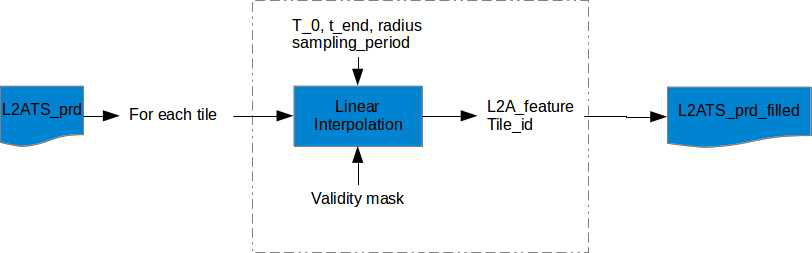 T_0, t_end, radius
sampling_period
L2ATS_prd
For each tile
Linear
Interpolation
L2A_feature
Tile_id
L2ATS_prd_filled
Validity mask